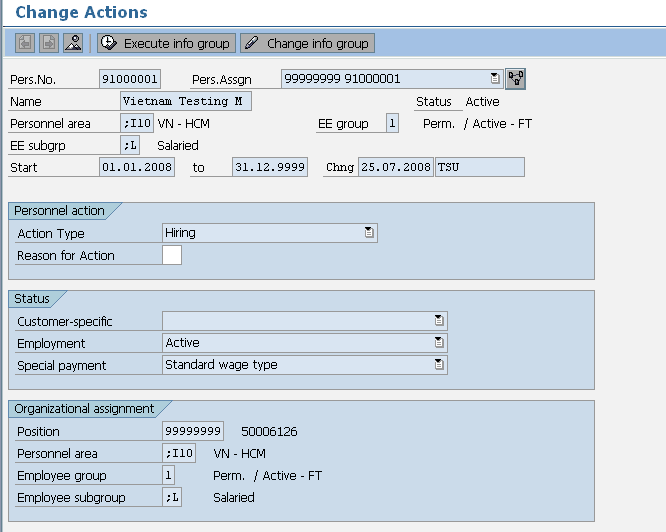 Change Actions
Execute info group Change info group
Pers.No. 91000001 Pers.Assgn 99999999 91000001
Name Vietnam Testing M Status Active
Personnel area ;I10 VN - HCM EE group 1 Perm. / Active - FT
EE subgrp ;L Salaried
Start 01.01.2008 to 31.12.9999 Chng 25.07.2008 TSU
Personnel action
Action Type Hiring
Reason for Action
Status
Customer-specific
Employment Active
Special payment Standard wage type
Organizational assignment
Position 99999999 50006126
Personnel area ;I10 VN - HCM
Employee group 1 Perm. / Active - FT
Employee subgroup ;L Salaried